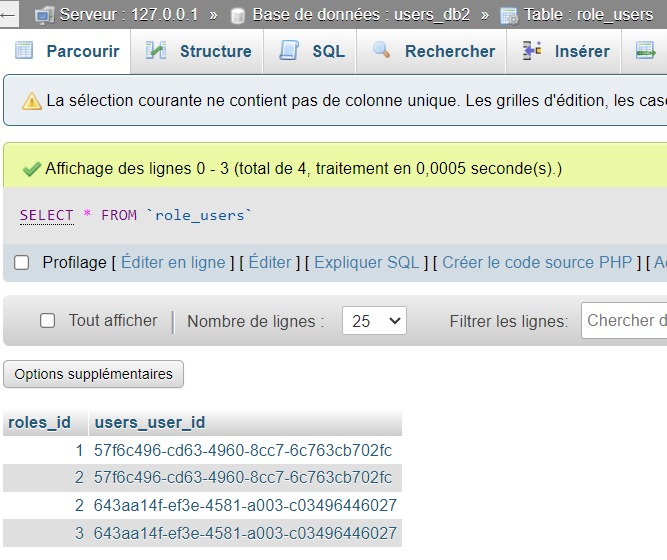 Serveur : 127.0.0.1 » Base de données : users_db2 » Table : role_users
Parcourir Structure SQL Rechercher Insérer
La sélection courante ne contient pas de colonne unique. Les grilles d'édition, les cas
Affichage des lignes 0 - 3 (total de 4, traitement en 0,0005 seconde(s).)
SELECT * FROM `role_users`
Profilage [ Éditer en ligne ] [ Éditer ] [ Expliquer SQL ] [ Créer le code source PHP ] [
Tout afficher Nombre de lignes : 25 Filtrer les lignes: Chercher
Options supplémentaires
roles_id users_user_id
1 57f6c496-cd63-4960-8cc7-6c763cb702fc
2 57f6c496-cd63-4960-8cc7-6c763cb702fc
2 643aa14f-ef3e-4581-a003-c03496446027
3 643aa14f-ef3e-4581-a003-c03496446027